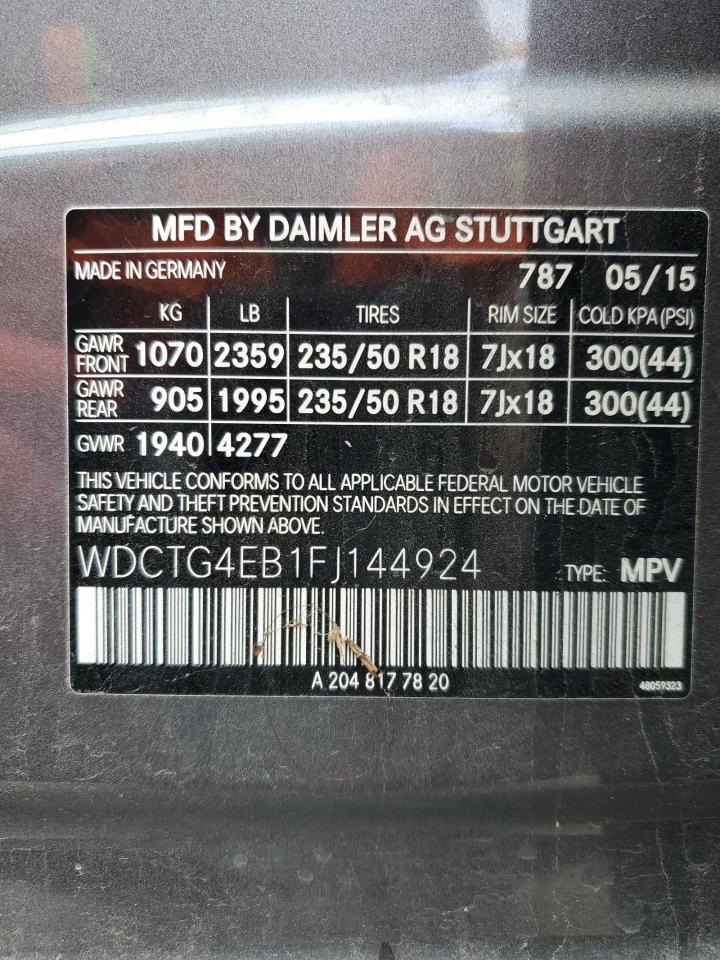 MFD BY DAIMLER AG STUTTGART
MADE IN GERMANY 787 05/15
KG LB TIRES RIM SIZE COLD KPA (PSI)
GAWR FRONT 1070 2359 235/50 R18 7Jx18 300(44)
GAWR REAR 905 1995 235/50 R18 7Jx18 300(44)
GVWR 1940 4277
THIS VEHICLE CONFORMS TO ALL APPLICABLE FEDERAL MOTOR VEHICLE
SAFETY AND THEFT PREVENTION STANDARDS IN EFFECT ON THE DATE OF
MANUFACTURE SHOWN ABOVE.
WDCTG4EB1FJ144924 TYPE: MPV
A 204 817 78 20 48059323